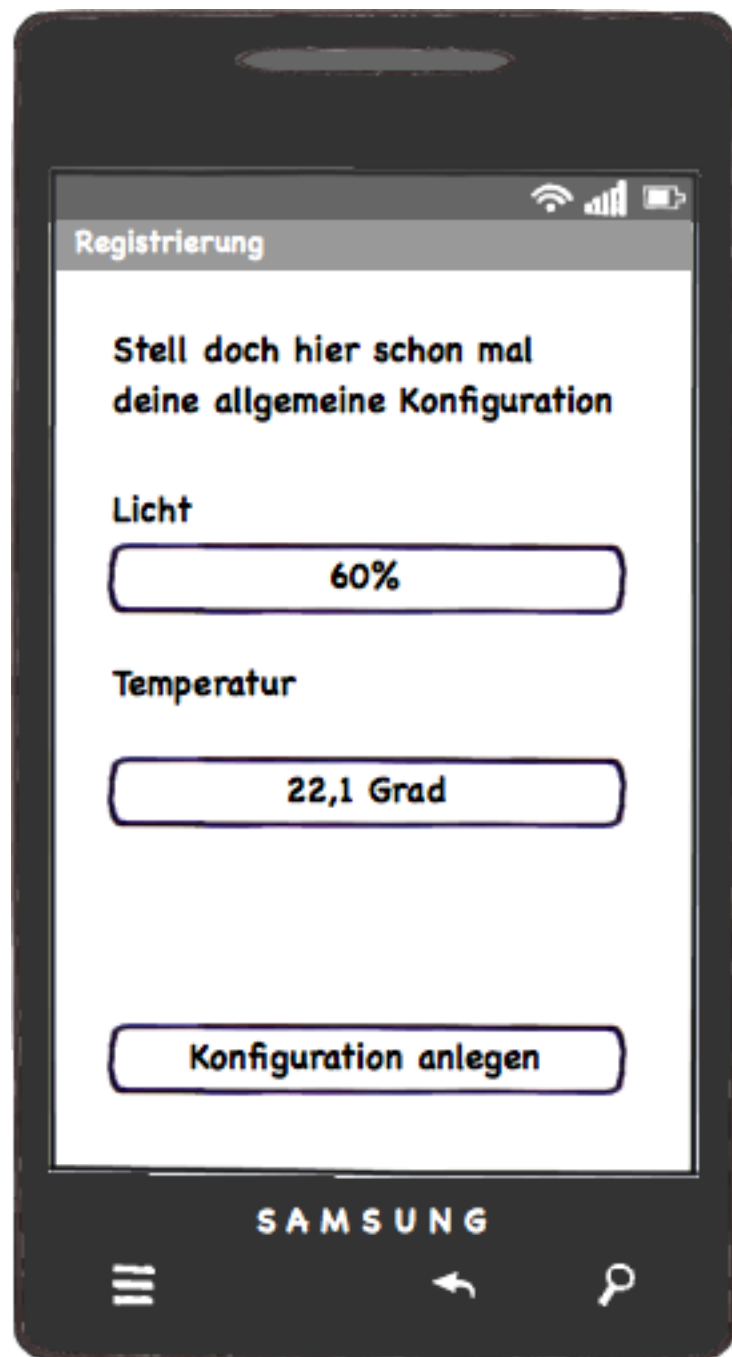 Registrierung
Stell doch hier schon mal
deine allgemeine Konfiguration
Licht
60%
Temperatur
22,1 Grad
Konfiguration anlegen
SAMSUNG